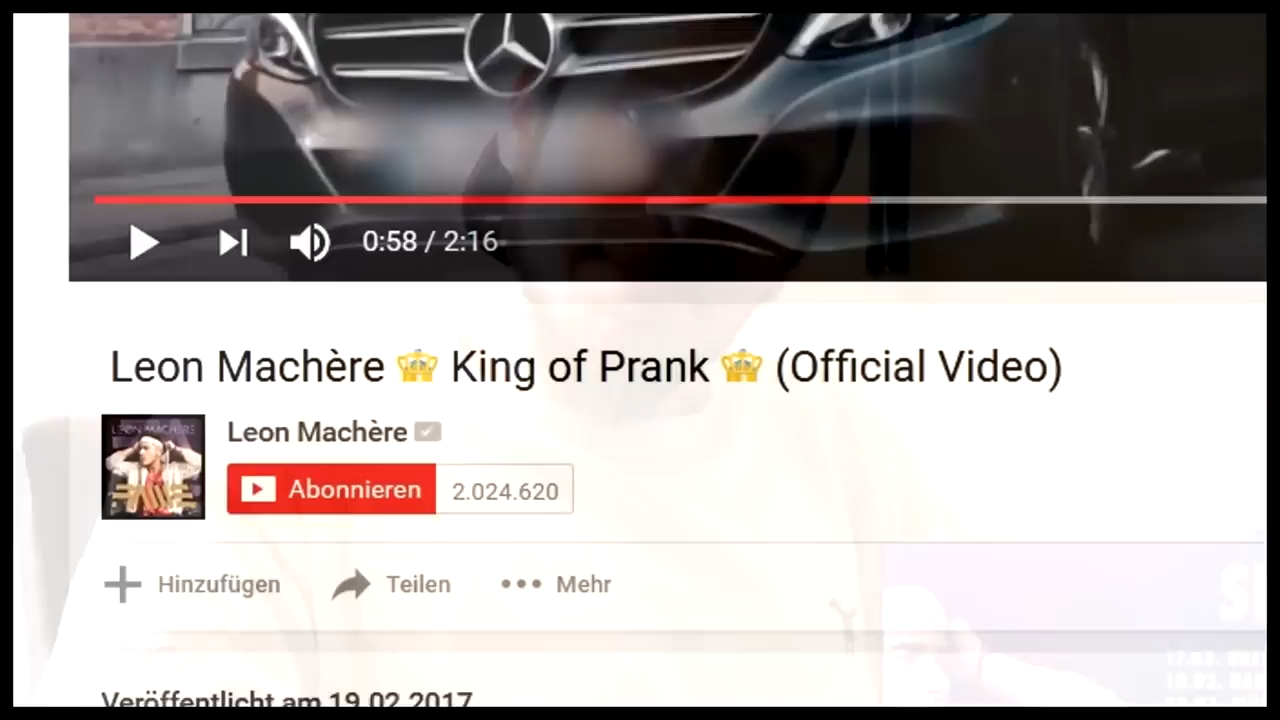 0:58 / 2:16
Leon Machère 👑 King of Prank 👑 (Official Video)
LEON MACHÈRE
Leon Machère
Abonnieren 2.024.620
Hinzufügen Teilen Mehr
Veröffentlicht am 19.02.2017